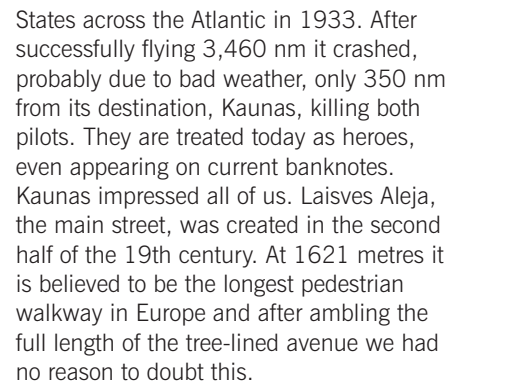 States across the Atlantic in 1933. After
successfully flying 3,460 nm it crashed,
probably due to bad weather, only 350 nm
from its destination, Kaunas, killing both
pilots. They are treated today as heroes,
even appearing on current banknotes.
Kaunas impressed all of us. Laisves Aleja,
the main street, was created in the second
half of the 19th century. At 1621 metres it
is believed to be the longest pedestrian
walkway in Europe and after ambling the
full length of the tree-lined avenue we had
no reason to doubt this.